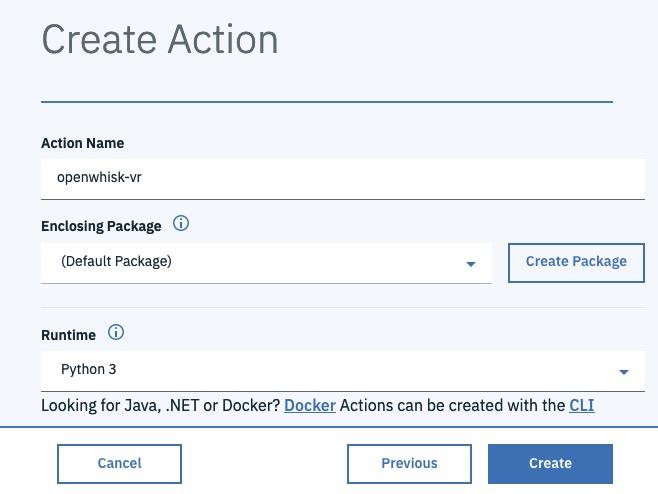 Create Action
Action Name
openwhisk-vr
Enclosing Package
(Default Package)
Create Package
Runtime
Python 3
Looking for Java, .NET or Docker? Docker Actions can be created with the CLI
Cancel
Previous
Create